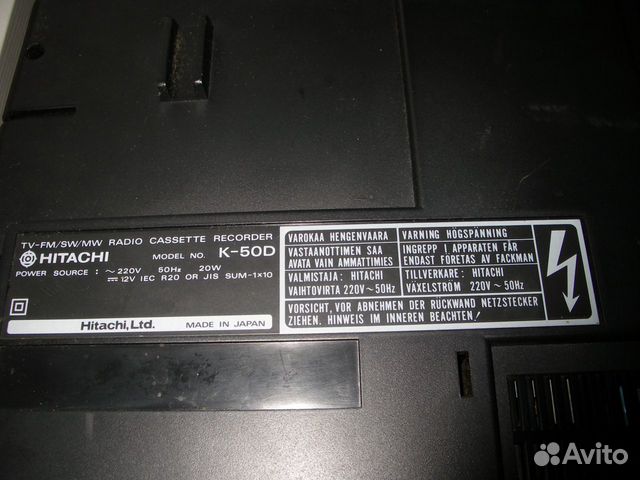 TV-FM/SW/MW RADIO CASSETTE RECORDER
HITACHI MODEL NO. K-50D
POWER SOURCE : ～220V 50Hz 20W
⎓12V IEC R20 OR JIS SUM-1×10
Hitachi, Ltd. MADE IN JAPAN
VAROKAA HENGENVAARA
VASTAANOTTIMEN SAA
AVATA VAIN AMMATTIMIES
VALMISTAJA: HITACHI
VAIHTOVIRTA 220V～50Hz
VARNING HÖGSPÄNNING
INGREPP I APPARATEN FÅR
ENDAST FÖRETAS AV FACKMAN
TILLVERKARE: HITACHI
VÄXELSTRÖM 220V～50Hz
VORSICHT, VOR ABNEHMEN DER RÜCKWAND NETZSTECKER
ZIEHEN. HINWEIS IM INNEREN BEACHTEN!
Avito